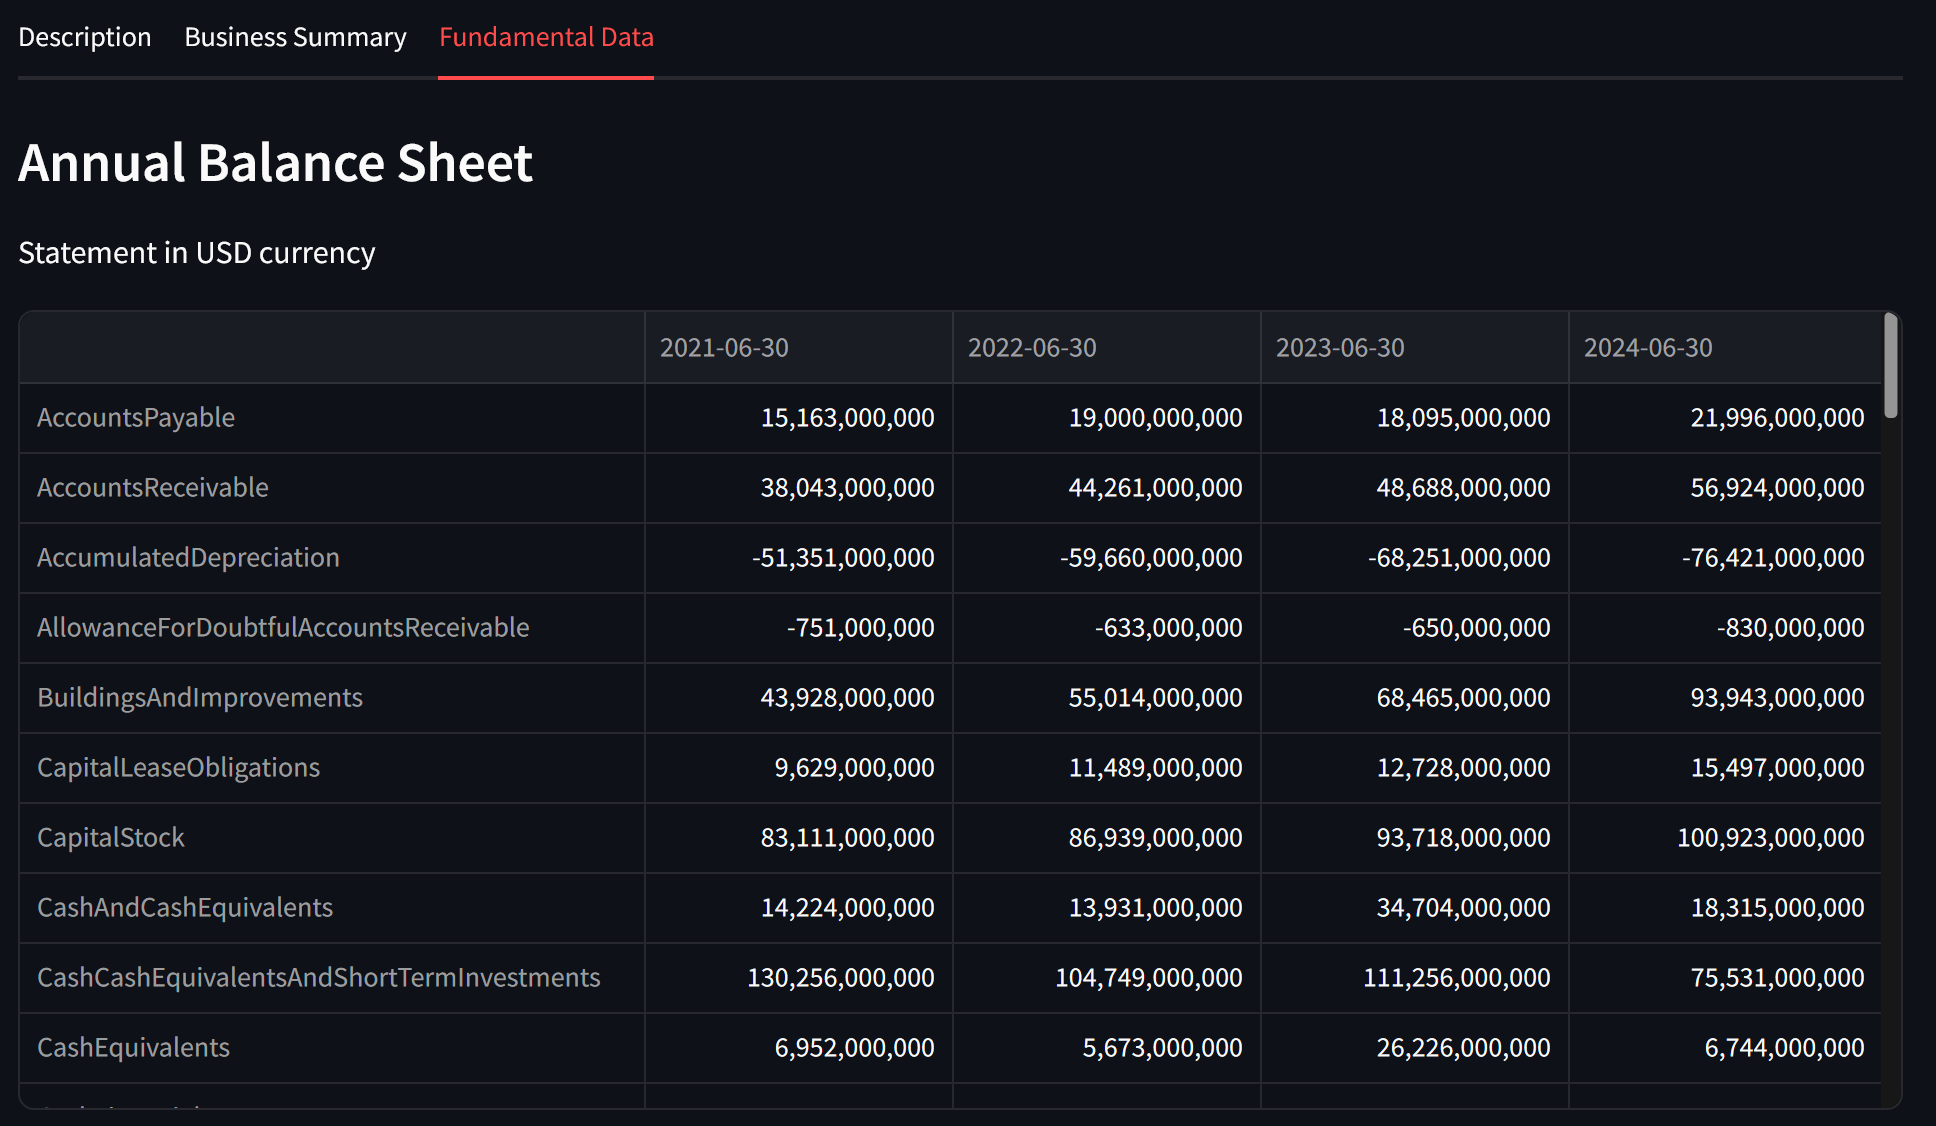 Description Business Summary Fundamental Data
Annual Balance Sheet
Statement in USD currency
2021-06-30 2022-06-30 2023-06-30 2024-06-30
AccountsPayable 15,163,000,000 19,000,000,000 18,095,000,000 21,996,000,000
AccountsReceivable 38,043,000,000 44,261,000,000 48,688,000,000 56,924,000,000
AccumulatedDepreciation -51,351,000,000 -59,660,000,000 -68,251,000,000 -76,421,000,000
AllowanceForDoubtfulAccountsReceivable -751,000,000 -633,000,000 -650,000,000 -830,000,000
BuildingsAndImprovements 43,928,000,000 55,014,000,000 68,465,000,000 93,943,000,000
CapitalLeaseObligations 9,629,000,000 11,489,000,000 12,728,000,000 15,497,000,000
CapitalStock 83,111,000,000 86,939,000,000 93,718,000,000 100,923,000,000
CashAndCashEquivalents 14,224,000,000 13,931,000,000 34,704,000,000 18,315,000,000
CashCashEquivalentsAndShortTermInvestments 130,256,000,000 104,749,000,000 111,256,000,000 75,531,000,000
CashEquivalents 6,952,000,000 5,673,000,000 26,226,000,000 6,744,000,000